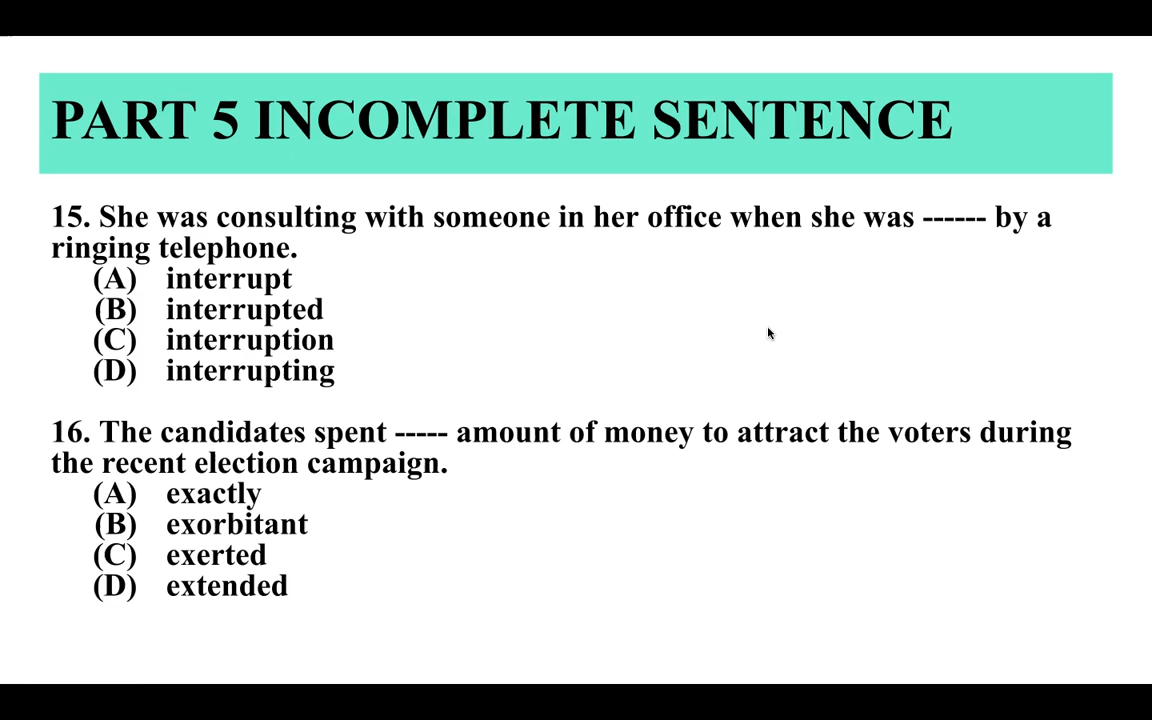 PART 5 INCOMPLETE SENTENCE
15. She was consulting with someone in her office when she was ------ by a
ringing telephone.
(A) interrupt
(B) interrupted
(C) interruption
(D) interrupting
16. The candidates spent ----- amount of money to attract the voters during
the recent election campaign.
(A) exactly
(B) exorbitant
(C) exerted
(D) extended